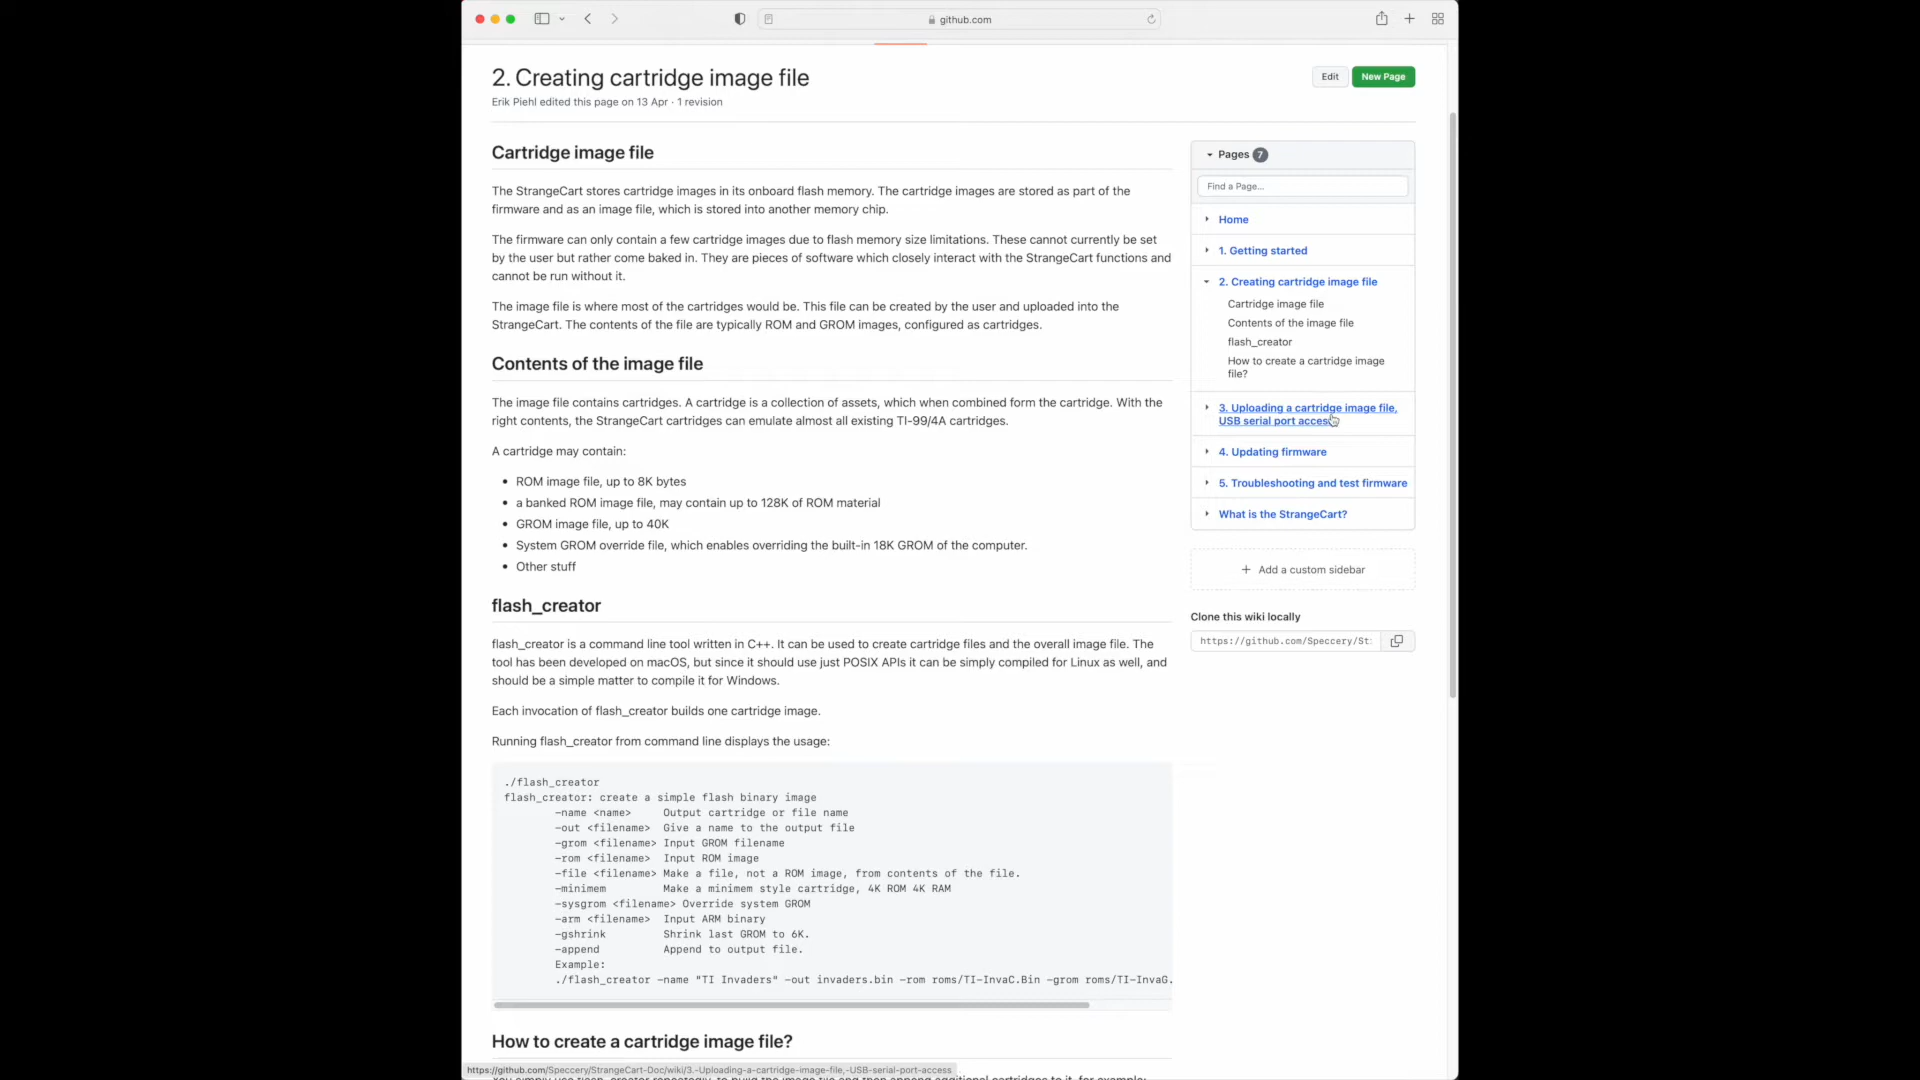 github.com
2. Creating cartridge image file
Edit
New Page
Erik Piehl edited this page on 13 Apr · 1 revision
Cartridge image file
The StrangeCart stores cartridge images in its onboard flash memory. The cartridge images are stored as part of the
firmware and as an image file, which is stored into another memory chip.
The firmware can only contain a few cartridge images due to flash memory size limitations. These cannot currently be set
by the user but rather come baked in. They are pieces of software which closely interact with the StrangeCart functions and
cannot be run without it.
The image file is where most of the cartridges would be. This file can be created by the user and uploaded into the
StrangeCart. The contents of the file are typically ROM and GROM images, configured as cartridges.
Contents of the image file
The image file contains cartridges. A cartridge is a collection of assets, which when combined form the cartridge. With the
right contents, the StrangeCart cartridges can emulate almost all existing TI-99/4A cartridges.
A cartridge may contain:
• ROM image file, up to 8K bytes
• a banked ROM image file, may contain up to 128K of ROM material
• GROM image file, up to 40K
• System GROM override file, which enables overriding the built-in 18K GROM of the computer.
• Other stuff
flash_creator
flash_creator is a command line tool written in C++. It can be used to create cartridge files and the overall image file. The
tool has been developed on macOS, but since it should use just POSIX APIs it can be simply compiled for Linux as well, and
should be a simple matter to compile it for Windows.
Each invocation of flash_creator builds one cartridge image.
Running flash_creator from command line displays the usage:
./flash_creator
flash_creator: create a simple flash binary image
-name <name> Output cartridge or file name
-out <filename> Give a name to the output file
-grom <filename> Input GROM filename
-rom <filename> Input ROM image
-file <filename> Make a file, not a ROM image, from contents of the file.
-minimem Make a minimem style cartridge, 4K ROM 4K RAM
-sysgrom <filename> Override system GROM
-arm <filename> Input ARM binary
-gshrink Shrink last GROM to 6K.
-append Append to output file.
Example:
./flash_creator -name "TI Invaders" -out invaders.bin -rom roms/TI-InvaC.Bin -grom roms/TI-InvaG.
How to create a cartridge image file?
Pages 7
Find a Page...
Home
1. Getting started
2. Creating cartridge image file
Cartridge image file
Contents of the image file
flash_creator
How to create a cartridge image
file?
3. Uploading a cartridge image file,
USB serial port access
4. Updating firmware
5. Troubleshooting and test firmware
What is the StrangeCart?
+ Add a custom sidebar
Clone this wiki locally
https://github.com/Speccery/St
https://github.com/Speccery/StrangeCart-Doc/wiki/3.-Uploading-a-cartridge-image-file,-USB-serial-port-access